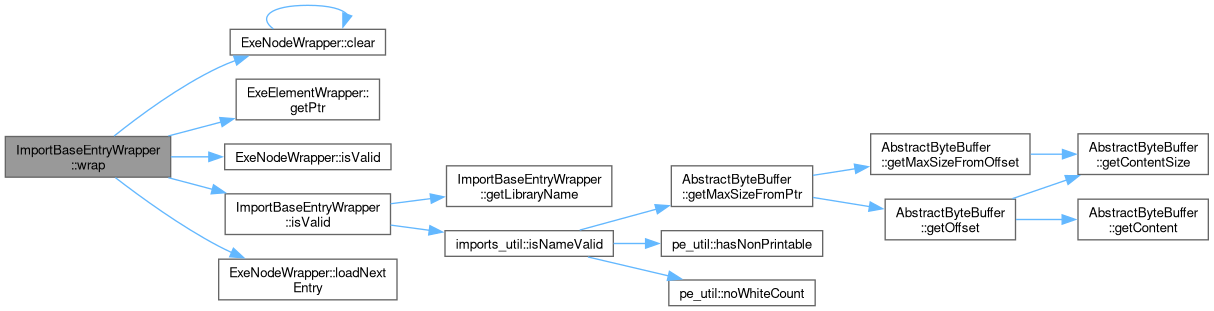 ImportBaseEntryWrapper
::wrap
ExeNodeWrapper::clear
ExeElementWrapper::
getPtr
ExeNodeWrapper::isValid
ImportBaseEntryWrapper
::isValid
ExeNodeWrapper::loadNext
Entry
ImportBaseEntryWrapper
::getLibraryName
imports_util::isNameValid
AbstractByteBuffer
::getMaxSizeFromPtr
pe_util::hasNonPrintable
pe_util::noWhiteCount
AbstractByteBuffer
::getMaxSizeFromOffset
AbstractByteBuffer
::getOffset
AbstractByteBuffer
::getContentSize
AbstractByteBuffer
::getContent